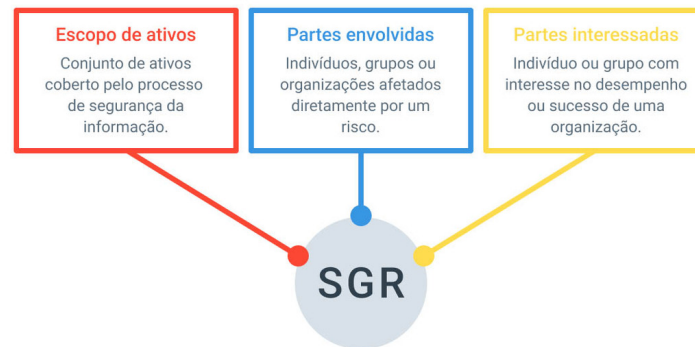 Escopo de ativos
Conjunto de ativos
coberto pelo processo
de segurança da
informação.
Partes envolvidas
Indivíduos, grupos ou
organizações afetados
diretamente por um
risco.
Partes interessadas
Indivíduo ou grupo com
interesse no desempenho
ou sucesso de uma
organização.
SGR